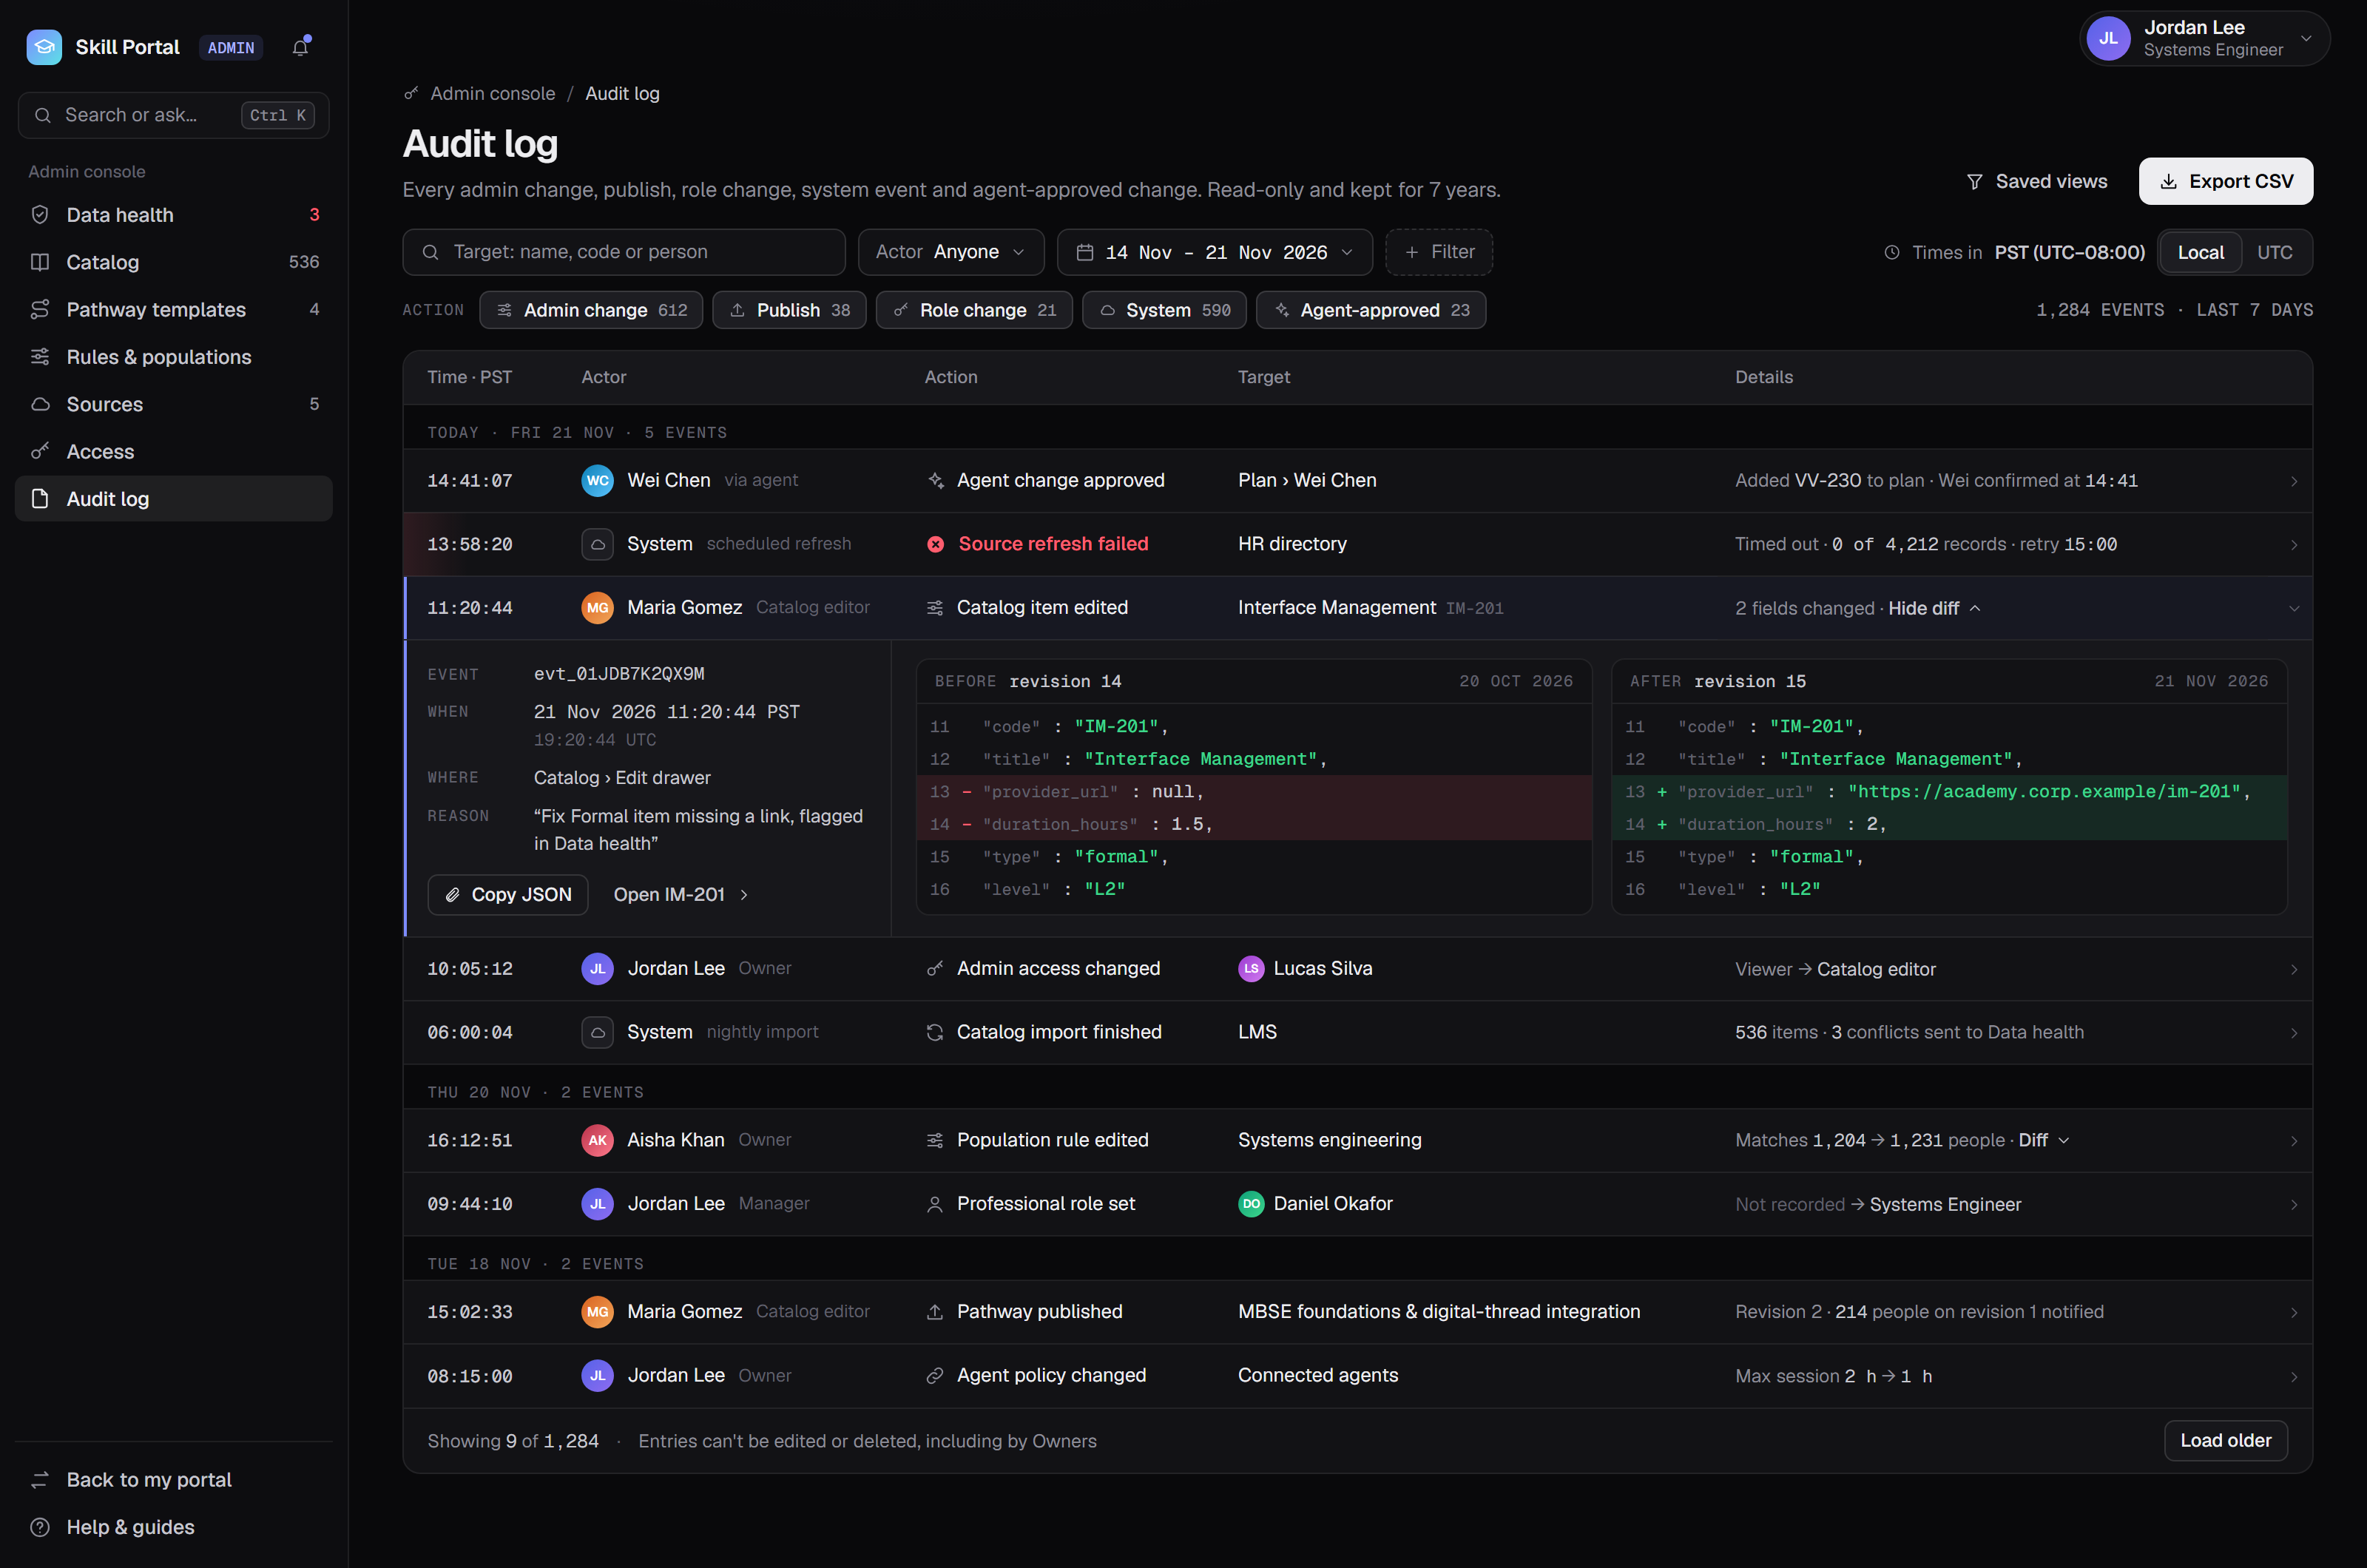 Skill Portal ADMIN
Search or ask... Ctrl K
Admin console
Data health 3
Catalog 536
Pathway templates 4
Rules & populations
Sources 5
Access
Audit log
Back to my portal
Help & guides
JL Jordan Lee
Systems Engineer
Admin console / Audit log
Audit log
Every admin change, publish, role change, system event and agent-approved change. Read-only and kept for 7 years.
Saved views
Export CSV
Target: name, code or person
Actor Anyone
14 Nov – 21 Nov 2026
Filter
Times in PST (UTC−08:00) Local UTC
ACTION Admin change 612 Publish 38 Role change 21 System 590 Agent-approved 23
1,284 EVENTS · LAST 7 DAYS
Time · PST Actor Action Target Details
TODAY · FRI 21 NOV · 5 EVENTS
14:41:07 WC Wei Chen via agent Agent change approved Plan › Wei Chen Added VV-230 to plan · Wei confirmed at 14:41
13:58:20 System scheduled refresh Source refresh failed HR directory Timed out · 0 of 4,212 records · retry 15:00
11:20:44 MG Maria Gomez Catalog editor Catalog item edited Interface Management IM-201 2 fields changed · Hide diff
EVENT evt_01JDB7K2QX9M
WHEN 21 Nov 2026 11:20:44 PST
19:20:44 UTC
WHERE Catalog › Edit drawer
REASON “Fix Formal item missing a link, flagged
in Data health”
Copy JSON Open IM-201
BEFORE revision 14 20 OCT 2026
11 "code" : "IM-201",
12 "title" : "Interface Management",
13 − "provider_url" : null,
14 − "duration_hours" : 1.5,
15 "type" : "formal",
16 "level" : "L2"
AFTER revision 15 21 NOV 2026
11 "code" : "IM-201",
12 "title" : "Interface Management",
13 + "provider_url" : "https://academy.corp.example/im-201",
14 + "duration_hours" : 2,
15 "type" : "formal",
16 "level" : "L2"
10:05:12 JL Jordan Lee Owner Admin access changed LS Lucas Silva Viewer → Catalog editor
06:00:04 System nightly import Catalog import finished LMS 536 items · 3 conflicts sent to Data health
THU 20 NOV · 2 EVENTS
16:12:51 AK Aisha Khan Owner Population rule edited Systems engineering Matches 1,204 → 1,231 people · Diff
09:44:10 JL Jordan Lee Manager Professional role set DO Daniel Okafor Not recorded → Systems Engineer
TUE 18 NOV · 2 EVENTS
15:02:33 MG Maria Gomez Catalog editor Pathway published MBSE foundations & digital-thread integration Revision 2 · 214 people on revision 1 notified
08:15:00 JL Jordan Lee Owner Agent policy changed Connected agents Max session 2 h → 1 h
Showing 9 of 1,284 · Entries can't be edited or deleted, including by Owners
Load older